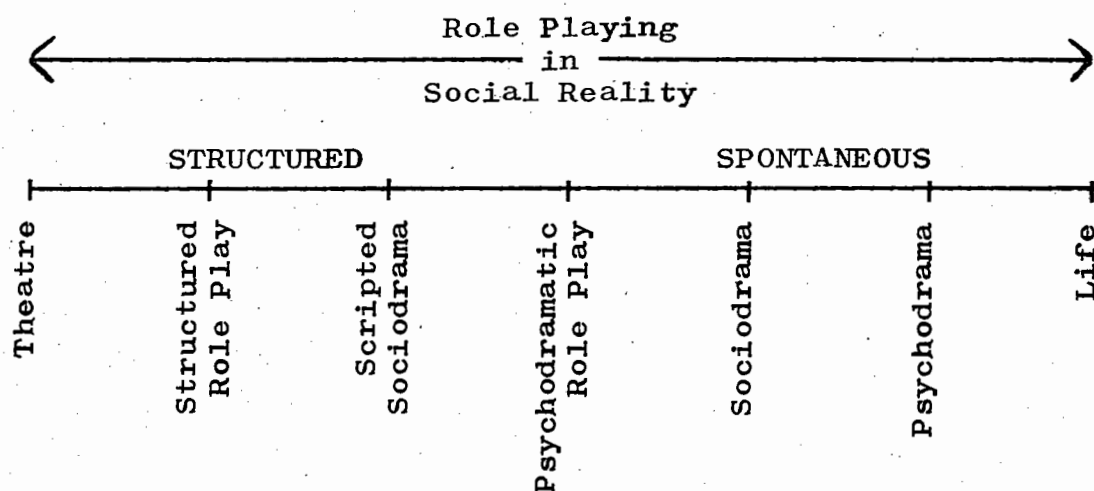 Role Playing
in
Social Reality
STRUCTURED
SPONTANEOUS
Theatre
Structured
Role Play
Scripted
Sociodrama
Psychodramatic
Role Play
Sociodrama
Psychodrama
Life